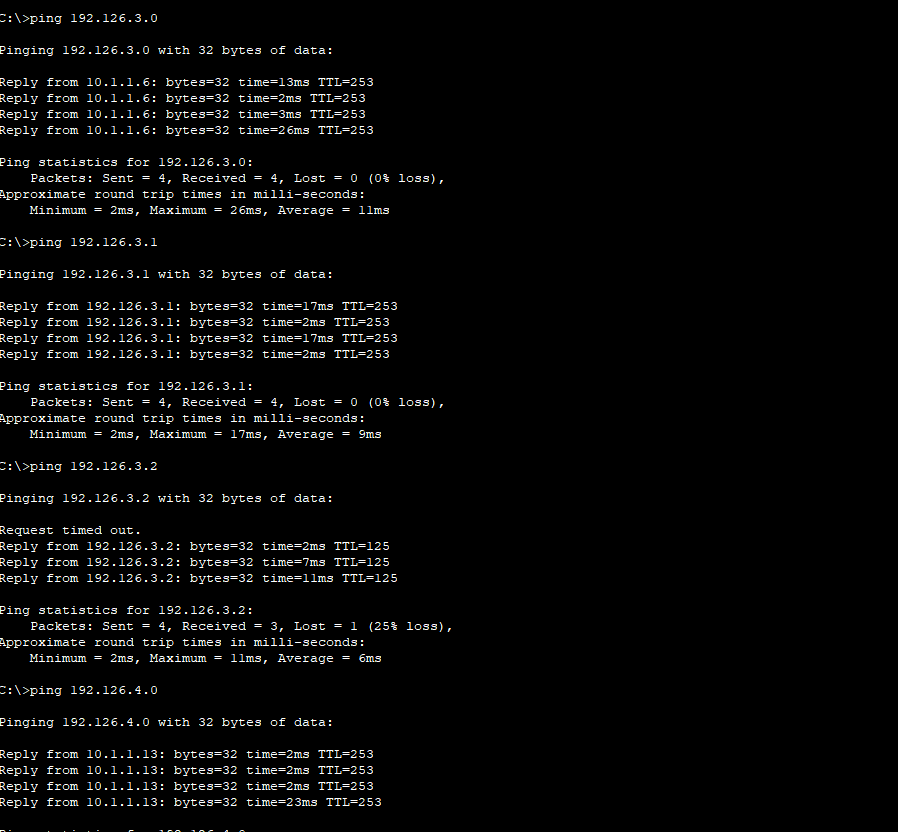 C:\>ping 192.126.3.0
Pinging 192.126.3.0 with 32 bytes of data:
Reply from 10.1.1.6: bytes=32 time=13ms TTL=253
Reply from 10.1.1.6: bytes=32 time=2ms TTL=253
Reply from 10.1.1.6: bytes=32 time=3ms TTL=253
Reply from 10.1.1.6: bytes=32 time=26ms TTL=253
Ping statistics for 192.126.3.0:
Packets: Sent = 4, Received = 4, Lost = 0 (0% loss),
Approximate round trip times in milli-seconds:
Minimum = 2ms, Maximum = 26ms, Average = 11ms
C:\>ping 192.126.3.1
Pinging 192.126.3.1 with 32 bytes of data:
Reply from 192.126.3.1: bytes=32 time=17ms TTL=253
Reply from 192.126.3.1: bytes=32 time=2ms TTL=253
Reply from 192.126.3.1: bytes=32 time=17ms TTL=253
Reply from 192.126.3.1: bytes=32 time=2ms TTL=253
Ping statistics for 192.126.3.1:
Packets: Sent = 4, Received = 4, Lost = 0 (0% loss),
Approximate round trip times in milli-seconds:
Minimum = 2ms, Maximum = 17ms, Average = 9ms
C:\>ping 192.126.3.2
Pinging 192.126.3.2 with 32 bytes of data:
Request timed out.
Reply from 192.126.3.2: bytes=32 time=2ms TTL=125
Reply from 192.126.3.2: bytes=32 time=7ms TTL=125
Reply from 192.126.3.2: bytes=32 time=11ms TTL=125
Ping statistics for 192.126.3.2:
Packets: Sent = 4, Received = 3, Lost = 1 (25% loss),
Approximate round trip times in milli-seconds:
Minimum = 2ms, Maximum = 11ms, Average = 6ms
C:\>ping 192.126.4.0
Pinging 192.126.4.0 with 32 bytes of data:
Reply from 10.1.1.13: bytes=32 time=2ms TTL=253
Reply from 10.1.1.13: bytes=32 time=2ms TTL=253
Reply from 10.1.1.13: bytes=32 time=2ms TTL=253
Reply from 10.1.1.13: bytes=32 time=23ms TTL=253